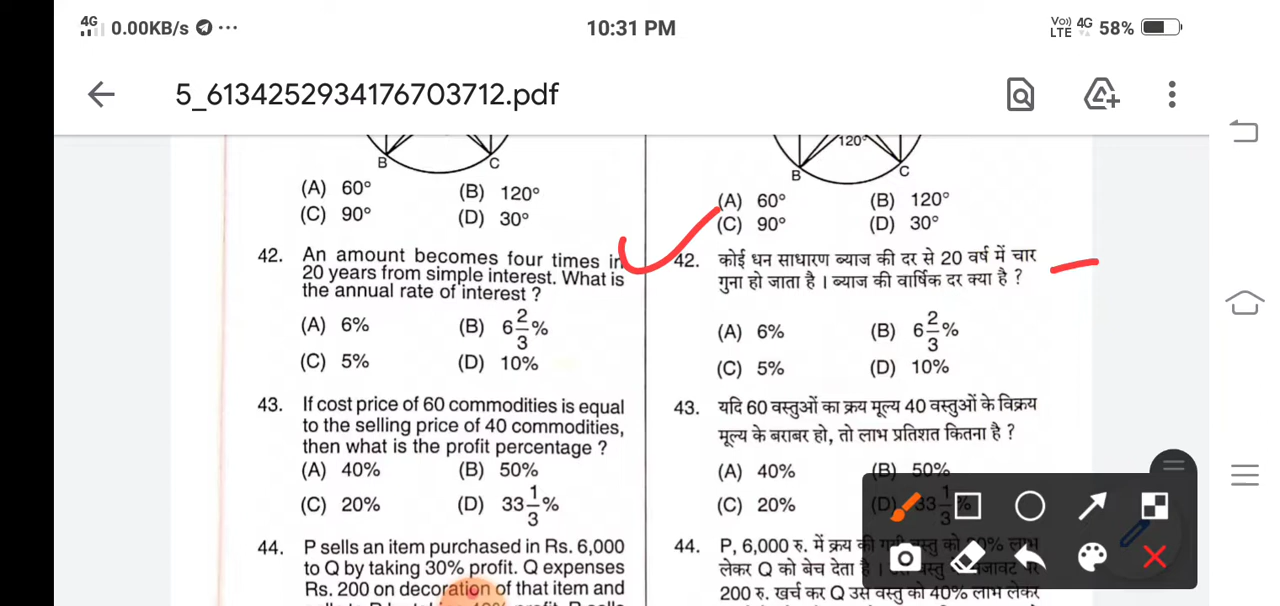 4G 0.00KB/s ... 10:31 PM Vo)) LTE 4G 58%
5_6134252934176703712.pdf
B C
(A) 60° (B) 120°
(C) 90° (D) 30°
42. An amount becomes four times in
20 years from simple interest. What is
the annual rate of interest ?
(A) 6% (B) 6 2/3 %
(C) 5% (D) 10%
43. If cost price of 60 commodities is equal
to the selling price of 40 commodities,
then what is the profit percentage ?
(A) 40% (B) 50%
(C) 20% (D) 33 1/3 %
44. P sells an item purchased in Rs. 6,000
to Q by taking 30% profit. Q expenses
Rs. 200 on decoration of that item and
120°
B C
(A) 60° (B) 120°
(C) 90° (D) 30°
42. कोई धन साधारण ब्याज की दर से 20 वर्ष में चार
गुना हो जाता है । ब्याज की वार्षिक दर क्या है ?
(A) 6% (B) 6 2/3 %
(C) 5% (D) 10%
43. यदि 60 वस्तुओं का क्रय मूल्य 40 वस्तुओं के विक्रय
मूल्य के बराबर हो, तो लाभ प्रतिशत कितना है ?
(A) 40% (B) 50%
(C) 20% (D) 33 1/3 %
44. P, 6,000 रु. में क्रय की गयी वस्तु को लाभ
लेकर Q को बेच देता है । वस्तु पर
200 रु. खर्च कर Q उस वस्तु को 40% लाभ लेकर